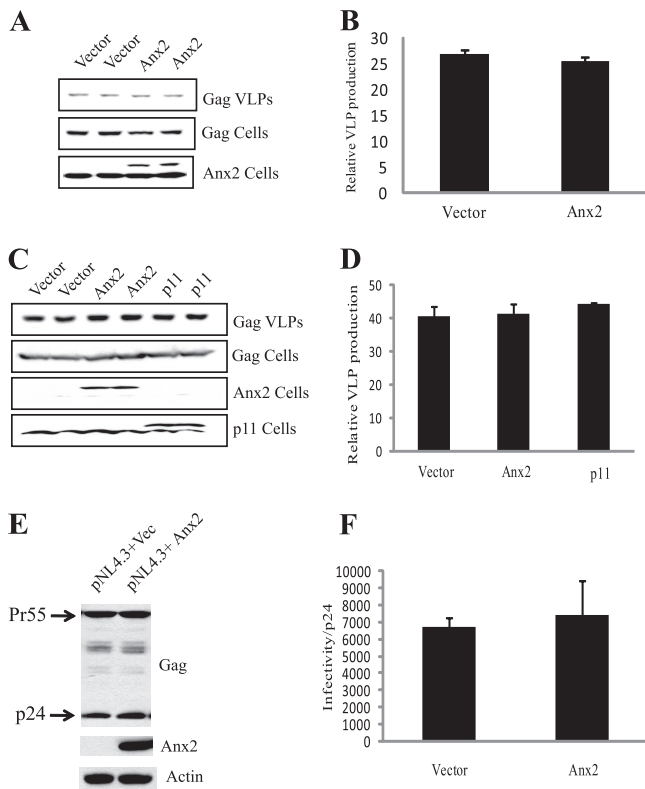 A
Vector Vector Anx2 Anx2
Gag VLPs
Gag Cells
Anx2 Cells
B
Relative VLP production
30
25
20
15
10
5
0
Vector Anx2
C
Vector Vector Anx2 Anx2 p11 p11
Gag VLPs
Gag Cells
Anx2 Cells
p11 Cells
D
Relative VLP production
50
40
30
20
10
0
Vector Anx2 p11
E
pNL4.3+Vec pNL4.3+Anx2
Pr55
Gag
p24
Anx2
Actin
F
Infectivity/p24
10000
9000
8000
7000
6000
5000
4000
3000
2000
1000
0
Vector Anx2